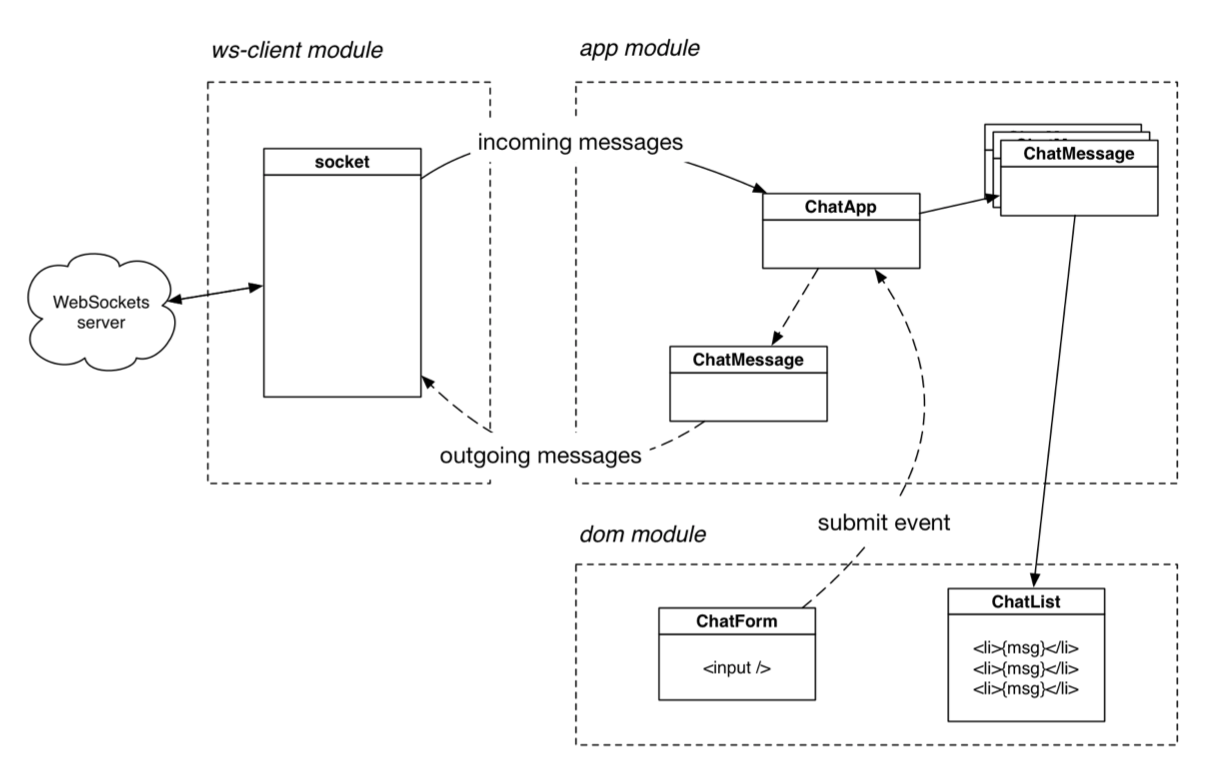 ws-client module
app module
incoming messages
socket
ChatMessage
ChatApp
WebSockets
server
ChatMessage
outgoing messages
submit event
dom module
ChatForm
<input />
ChatList
<li>{msg}</li>
<li>{msg}</li>
<li>{msg}</li>